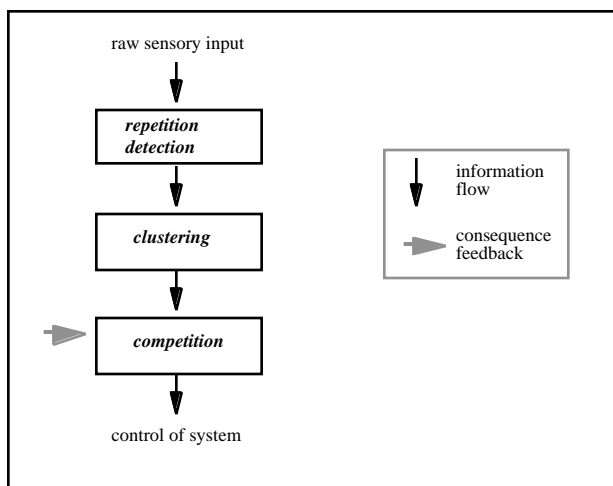 raw sensory input
repetition
detection
clustering
competition
control of system
information
flow
consequence
feedback